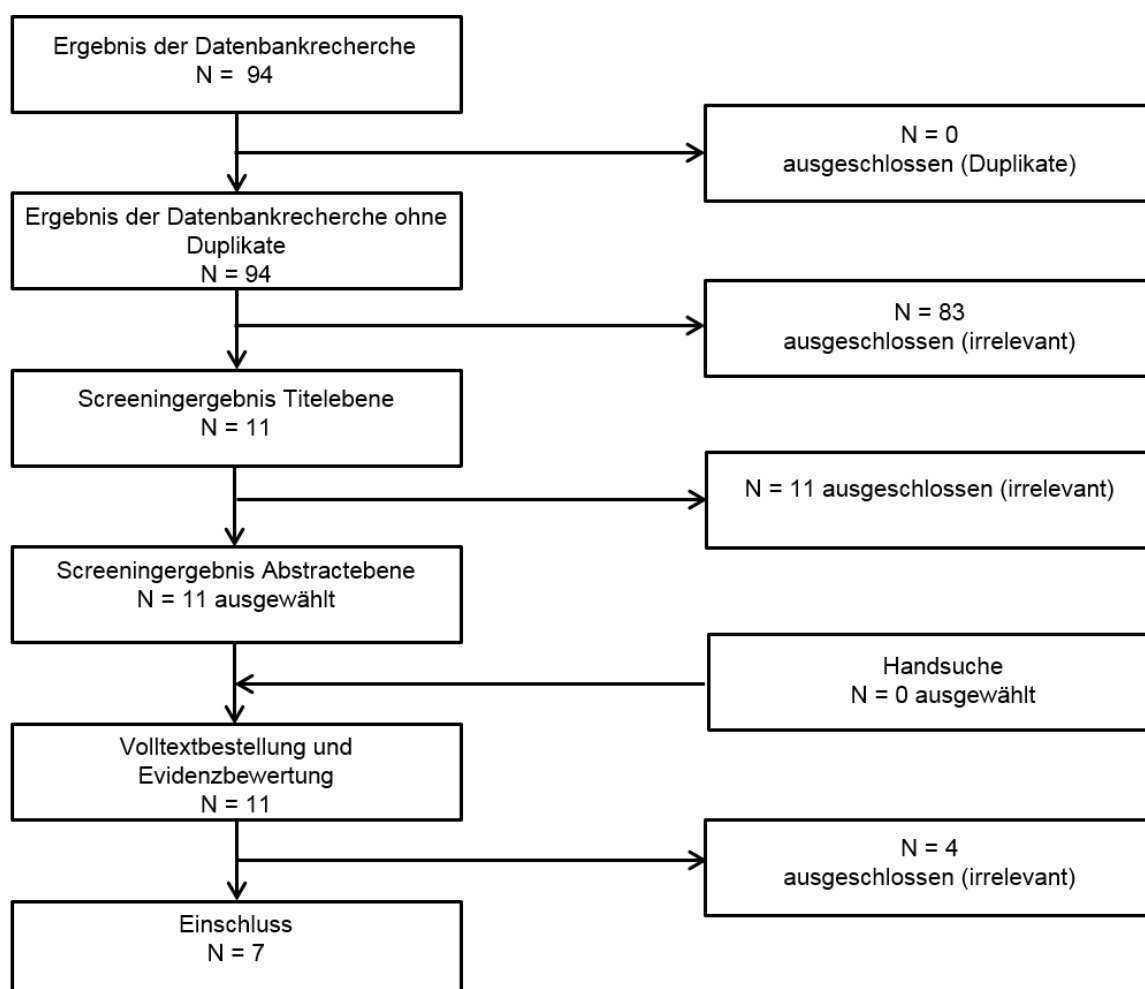 Ergebnis der Datenbankrecherche
N = 94
N = 0
ausgeschlossen (Duplikate)
Ergebnis der Datenbankrecherche ohne
Duplikate
N = 94
N = 83
ausgeschlossen (irrelevant)
Screeningergebnis Titelebene
N = 11
N = 11 ausgeschlossen (irrelevant)
Screeningergebnis Abstractebene
N = 11 ausgewählt
Handsuche
N = 0 ausgewählt
Volltextbestellung und
Evidenzbewertung
N = 11
N = 4
ausgeschlossen (irrelevant)
Einschluss
N = 7